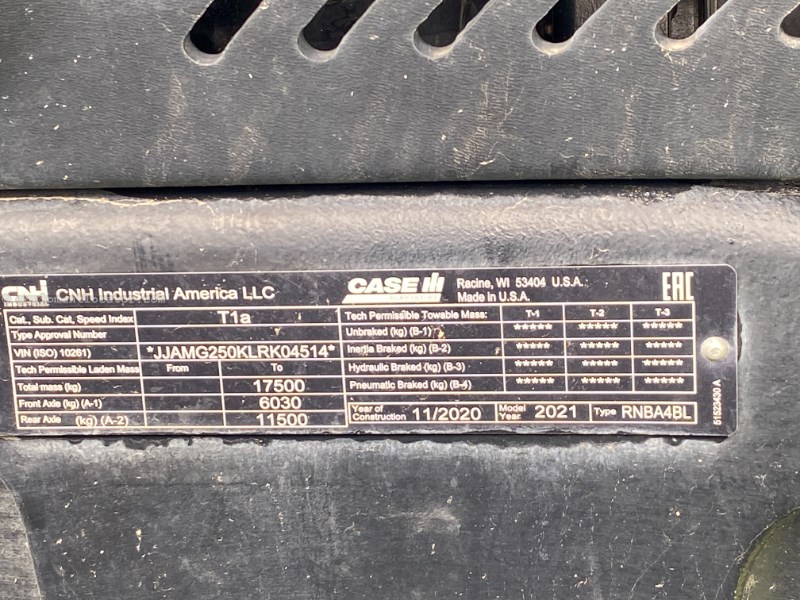 CNH INDUSTRIAL CNH Industrial America LLC
CASE IH
Racine, WI 53404 U.S.A.
Made in U.S.A.
EAC
Cat., Sub. Cat, Speed Index T1a
Type Approval Number
VIN (ISO) 10261) *JJAMG250KLRK04514*
Tech Permissible Laden Mass From To
Total mass (kg) 17500
Front Axle (kg) (A-1) 6030
Rear Axle (kg) (A-2) 11500
Tech Permissible Towable Mass: T-1 T-2 T-3
Unbraked (kg) (B-1) ***** ***** *****
Inertia Braked (kg) (B-2) ***** ***** *****
Hydraulic Braked (kg) (B-3) ***** ***** *****
Pneumatic Braked (kg) (B-4) ***** ***** *****
Year of Construction 11/2020 Model Year 2021 Type RNBA4BL
51523430 A